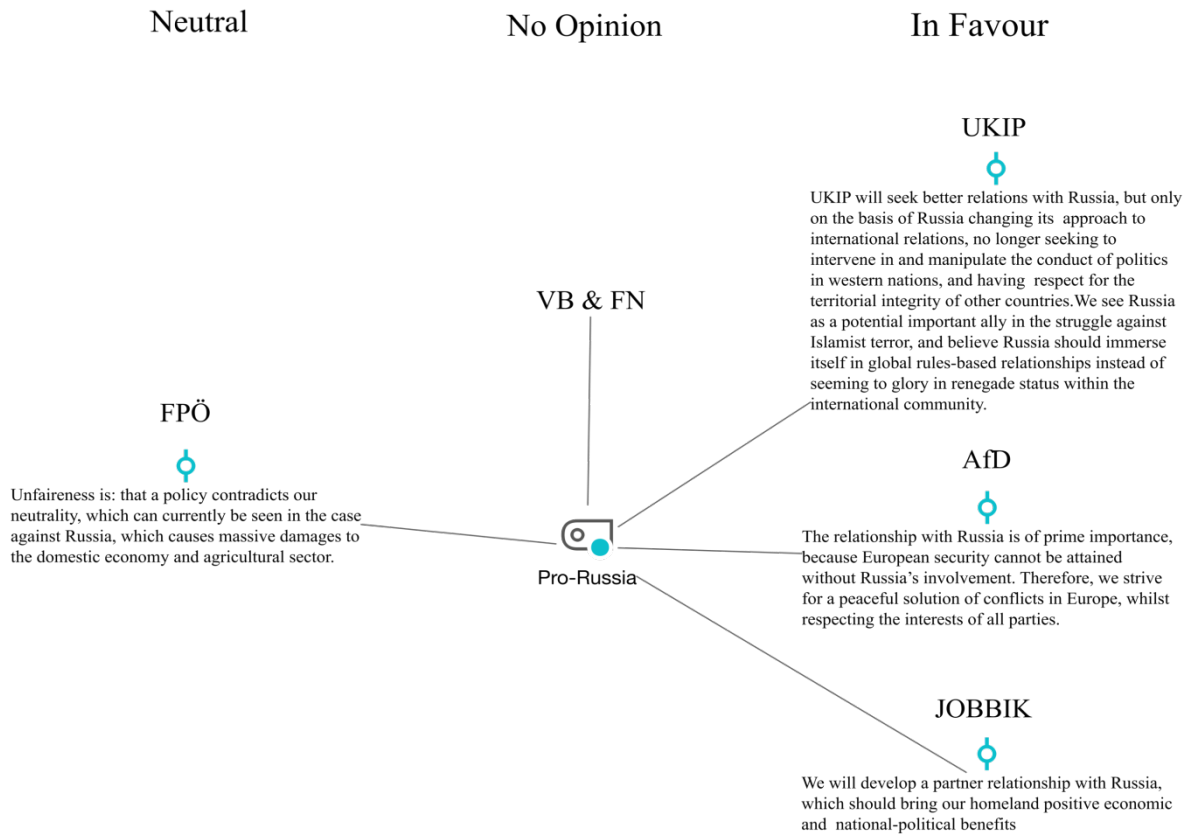 Neutral
No Opinion
In Favour
UKIP
UKIP will seek better relations with Russia, but only
on the basis of Russia changing its approach to
international relations, no longer seeking to
intervene in and manipulate the conduct of politics
in western nations, and having respect for the
territorial integrity of other countries.We see Russia
as a potential important ally in the struggle against
Islamist terror, and believe Russia should immerse
itself in global rules-based relationships instead of
seeming to glory in renegade status within the
international community.
VB & FN
FPÖ
Unfaireness is: that a policy contradicts our
neutrality, which can currently be seen in the case
against Russia, which causes massive damages to
the domestic economy and agricultural sector.
Pro-Russia
AfD
The relationship with Russia is of prime importance,
because European security cannot be attained
without Russia’s involvement. Therefore, we strive
for a peaceful solution of conflicts in Europe, whilst
respecting the interests of all parties.
JOBBIK
We will develop a partner relationship with Russia,
which should bring our homeland positive economic
and national-political benefits